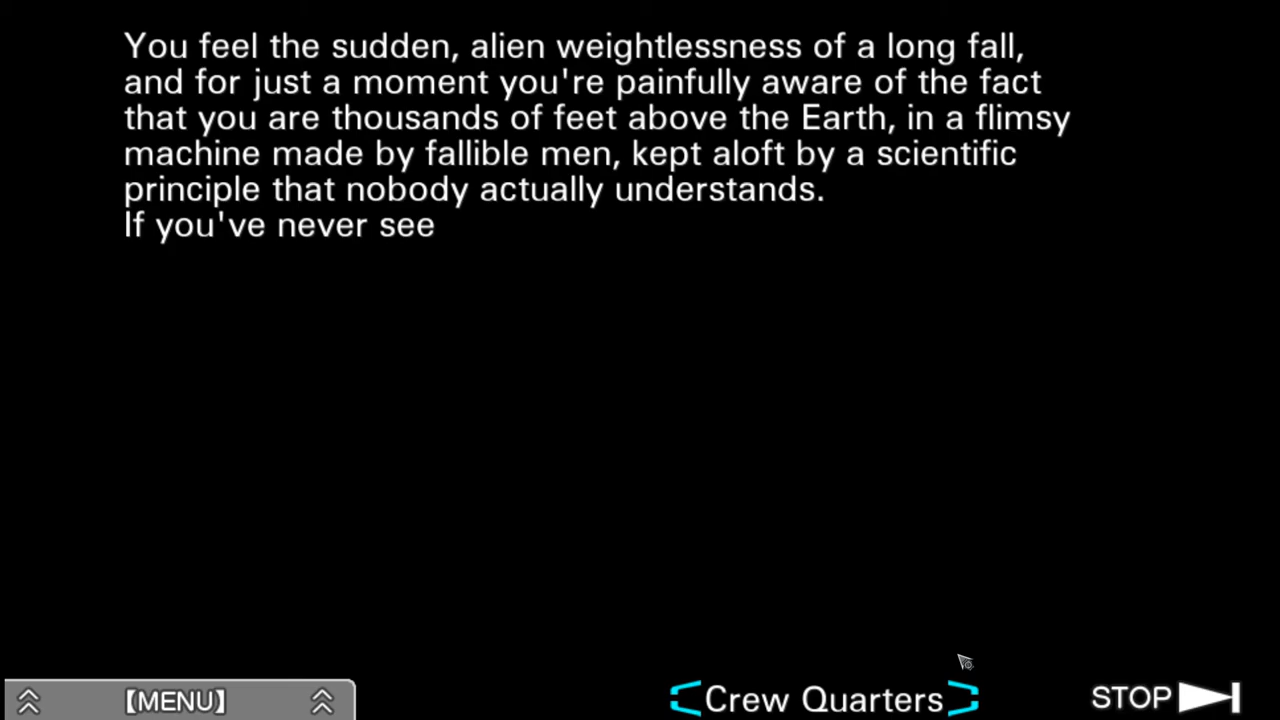 You feel the sudden, alien weightlessness of a long fall,
and for just a moment you're painfully aware of the fact
that you are thousands of feet above the Earth, in a flimsy
machine made by fallible men, kept aloft by a scientific
principle that nobody actually understands.
If you've never see
【MENU】
Crew Quarters
STOP